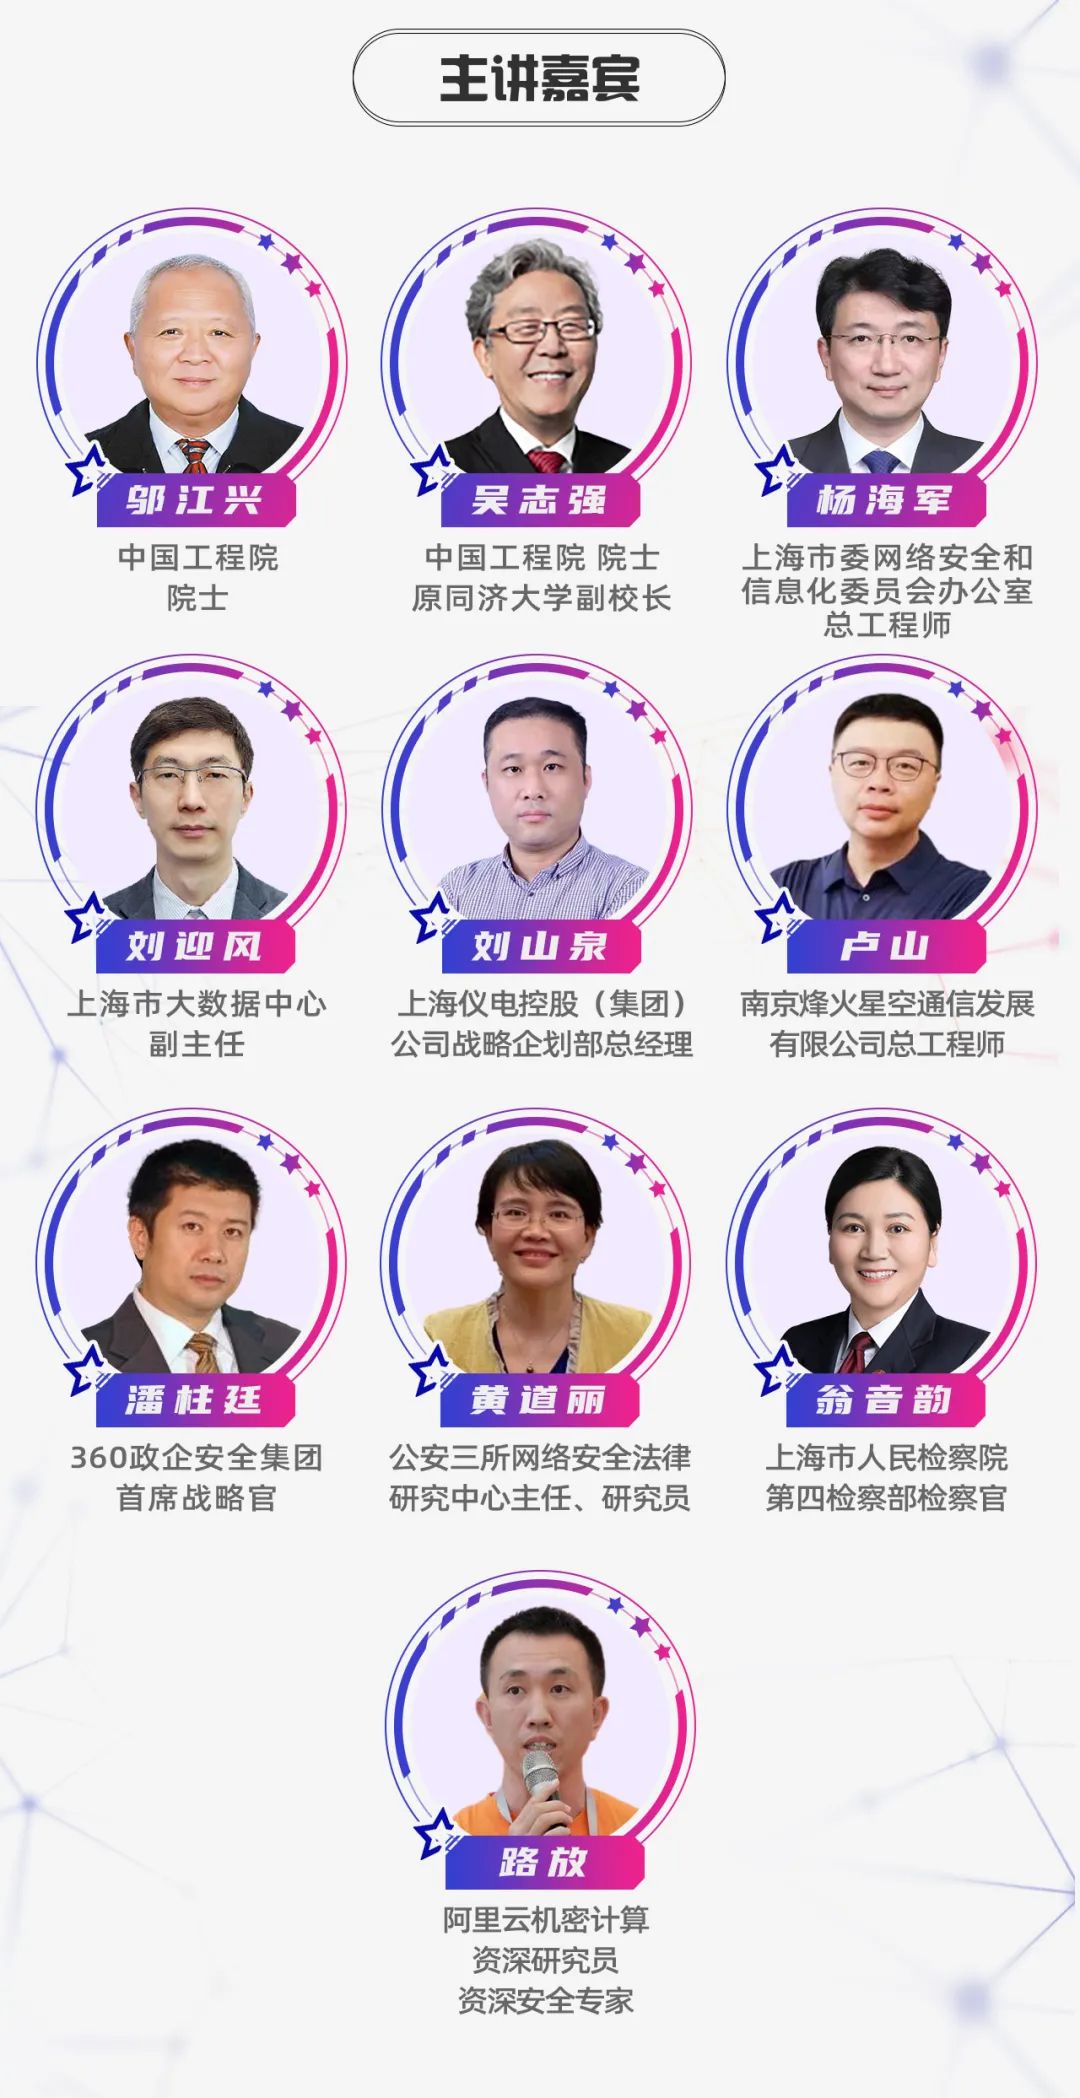 主讲嘉宾
邬江兴
中国工程院
院士
吴志强
中国工程院 院士
原同济大学副校长
杨海军
上海市委网络安全和
信息化委员会办公室
总工程师
刘迎风
上海市大数据中心
副主任
刘山泉
上海仪电控股（集团）
公司战略企划部总经理
卢山
南京烽火星空通信发展
有限公司总工程师
潘柱廷
360政企安全集团
首席战略官
黄道丽
公安三所网络安全法律
研究中心主任、研究员
翁音韵
上海市人民检察院
第四检察部检察官
路放
阿里云机密计算
资深研究员
资深安全专家